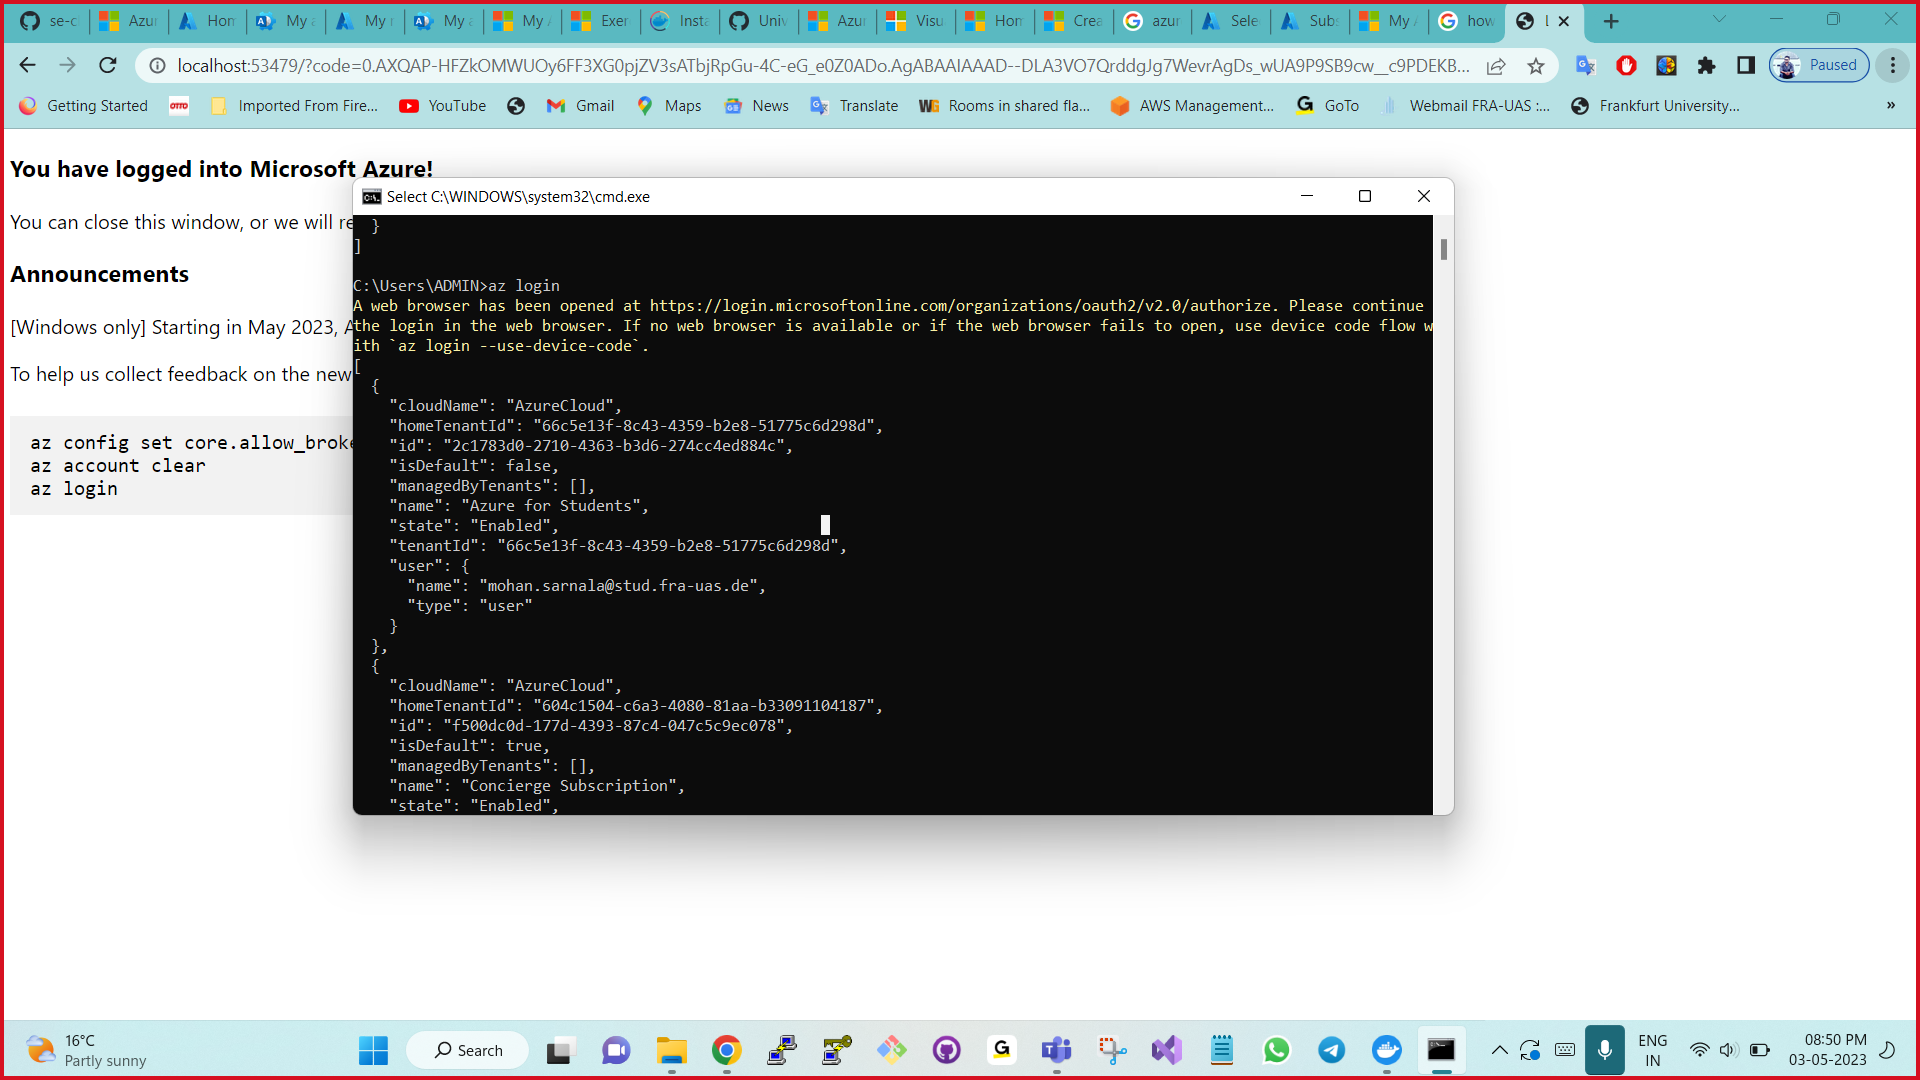 se-c
Azur
Hom
My a
My r
My a
My A
Exer
Insta
Univ
Azur
Visu
Hom
Crea
azur
Sele
Subs
My A
how
localhost:53479/?code=0.AXQAP-HFZkOMWUOy6FF3XG0pjZV3sATbjRpGu-4C-eG_e0Z0ADo.AgABAAIAAAD--DLA3VO7QrddgJg7WevrAgDs_wUA9P9SB9cw__c9PDEKB...
Paused
Getting Started
OTTO
Imported From Fire...
YouTube
Gmail
Maps
News
Translate
WG
Rooms in shared fla...
AWS Management...
G
GoTo
Webmail FRA-UAS :...
Frankfurt University...
»
You have logged into Microsoft Azure!
You can close this window, or we will re
Announcements
[Windows only] Starting in May 2023, A
To help us collect feedback on the new
az config set core.allow_broke
az account clear
az login
Select C:\WINDOWS\system32\cmd.exe
  }
]
C:\Users\ADMIN>az login
A web browser has been opened at https://login.microsoftonline.com/organizations/oauth2/v2.0/authorize. Please continue
the login in the web browser. If no web browser is available or if the web browser fails to open, use device code flow w
ith `az login --use-device-code`.
[
  {
    "cloudName": "AzureCloud",
    "homeTenantId": "66c5e13f-8c43-4359-b2e8-51775c6d298d",
    "id": "2c1783d0-2710-4363-b3d6-274cc4ed884c",
    "isDefault": false,
    "managedByTenants": [],
    "name": "Azure for Students",
    "state": "Enabled",
    "tenantId": "66c5e13f-8c43-4359-b2e8-51775c6d298d",
    "user": {
      "name": "mohan.sarnala@stud.fra-uas.de",
      "type": "user"
    }
  },
  {
    "cloudName": "AzureCloud",
    "homeTenantId": "604c1504-c6a3-4080-81aa-b33091104187",
    "id": "f500dc0d-177d-4393-87c4-047c5c9ec078",
    "isDefault": true,
    "managedByTenants": [],
    "name": "Concierge Subscription",
    "state": "Enabled",
16°C
Partly sunny
Search
G
ENG
IN
08:50 PM
03-05-2023